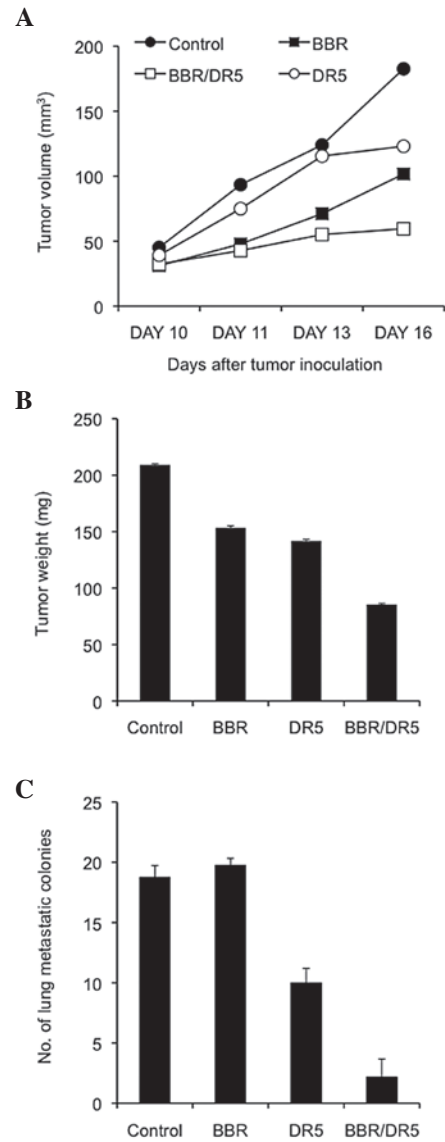 A
Control BBR
BBR/DR5 DR5
Tumor volume (mm³)
200
150
100
50
0
DAY 10 DAY 11 DAY 13 DAY 16
Days after tumor inoculation
B
Tumor weight (mg)
250
200
150
100
50
0
Control BBR DR5 BBR/DR5
C
No. of lung metastatic colonies
25
20
15
10
5
0
Control BBR DR5 BBR/DR5